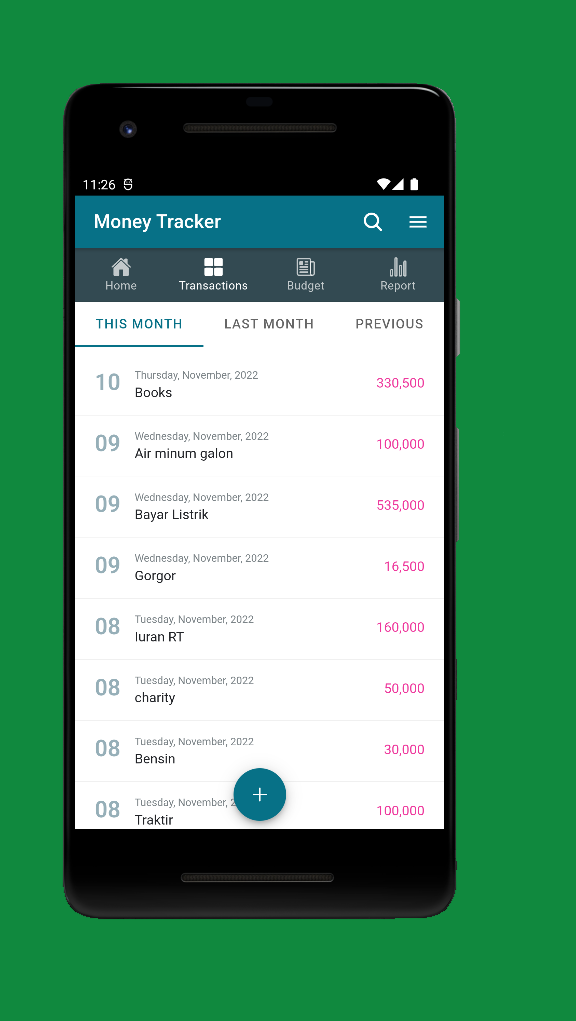 11:26
Money Tracker
Home Transactions Budget Report
THIS MONTH LAST MONTH PREVIOUS
10 Thursday, November, 2022
Books 330,500
09 Wednesday, November, 2022
Air minum galon 100,000
09 Wednesday, November, 2022
Bayar Listrik 535,000
09 Wednesday, November, 2022
Gorgor 16,500
08 Tuesday, November, 2022
Iuran RT 160,000
08 Tuesday, November, 2022
charity 50,000
08 Tuesday, November, 2022
Bensin 30,000
08 Tuesday, November, 2
Traktir 100,000